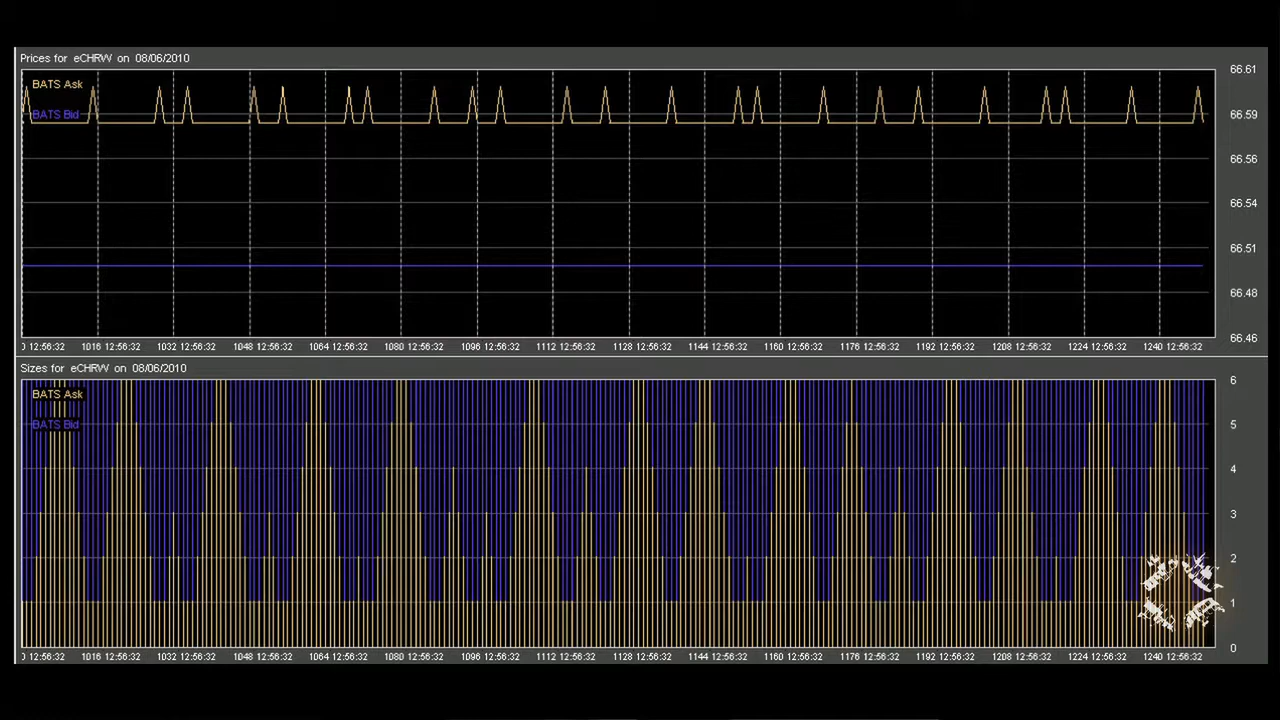 Prices for eCHRW on 08/06/2010
BATS Ask
BATS Bid
66.61
66.59
66.56
66.54
66.51
66.48
66.46
0 12:56:32 1016 12:56:32 1032 12:56:32 1048 12:56:32 1064 12:56:32 1080 12:56:32 1096 12:56:32 1112 12:56:32 1128 12:56:32 1144 12:56:32 1160 12:56:32 1176 12:56:32 1192 12:56:32 1208 12:56:32 1224 12:56:32 1240 12:56:32
Sizes for eCHRW on 08/06/2010
BATS Ask
BATS Bid
6
5
4
3
2
1
0
0 12:56:32 1016 12:56:32 1032 12:56:32 1048 12:56:32 1064 12:56:32 1080 12:56:32 1096 12:56:32 1112 12:56:32 1128 12:56:32 1144 12:56:32 1160 12:56:32 1176 12:56:32 1192 12:56:32 1208 12:56:32 1224 12:56:32 1240 12:56:32